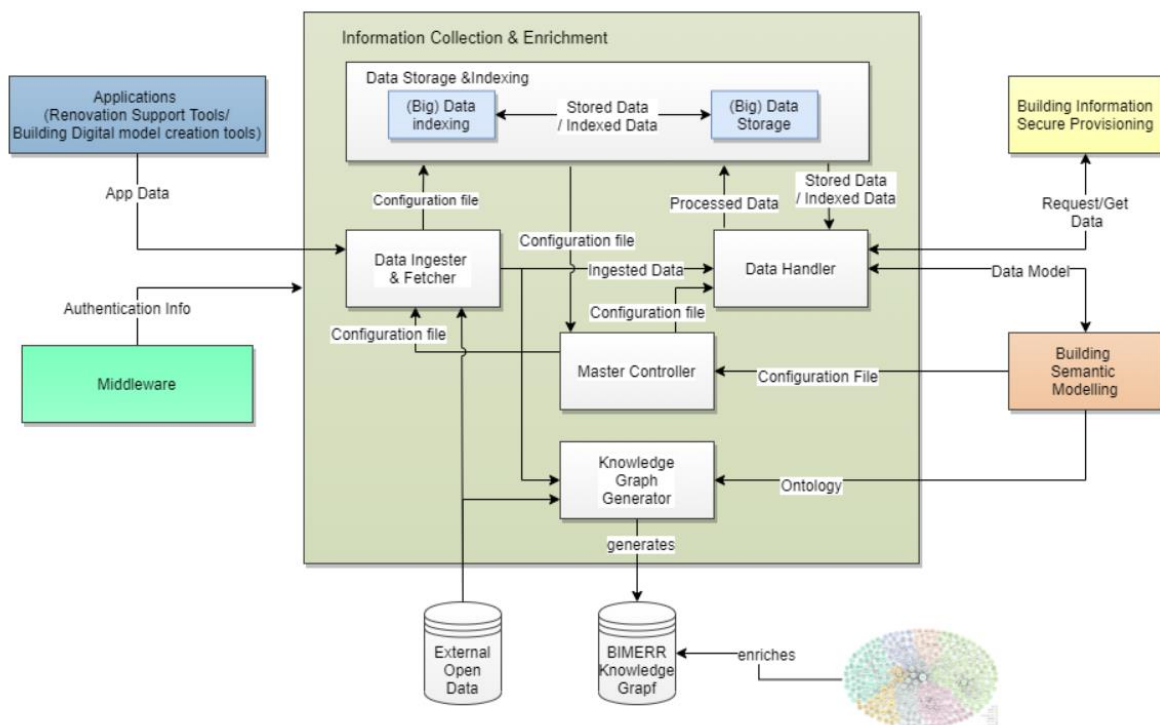 Information Collection & Enrichment
Data Storage &Indexing
(Big) Data
indexing
Stored Data
/ Indexed Data
(Big) Data
Storage
Applications
(Renovation Support Tools/
Building Digital model creation tools)
Building Information
Secure Provisioning
App Data
Configuration file
Processed Data
Stored Data
/ Indexed Data
Request/Get
Data
Configuration file
Data Ingester
& Fetcher
Ingested Data
Data Handler
Data Model
Authentication Info
Configuration file
Configuration file
Middleware
Master Controller
Configuration File
Building
Semantic
Modelling
Knowledge
Graph
Generator
Ontology
generates
External
Open
Data
BIMERR
Knowledge
Grapf
enriches